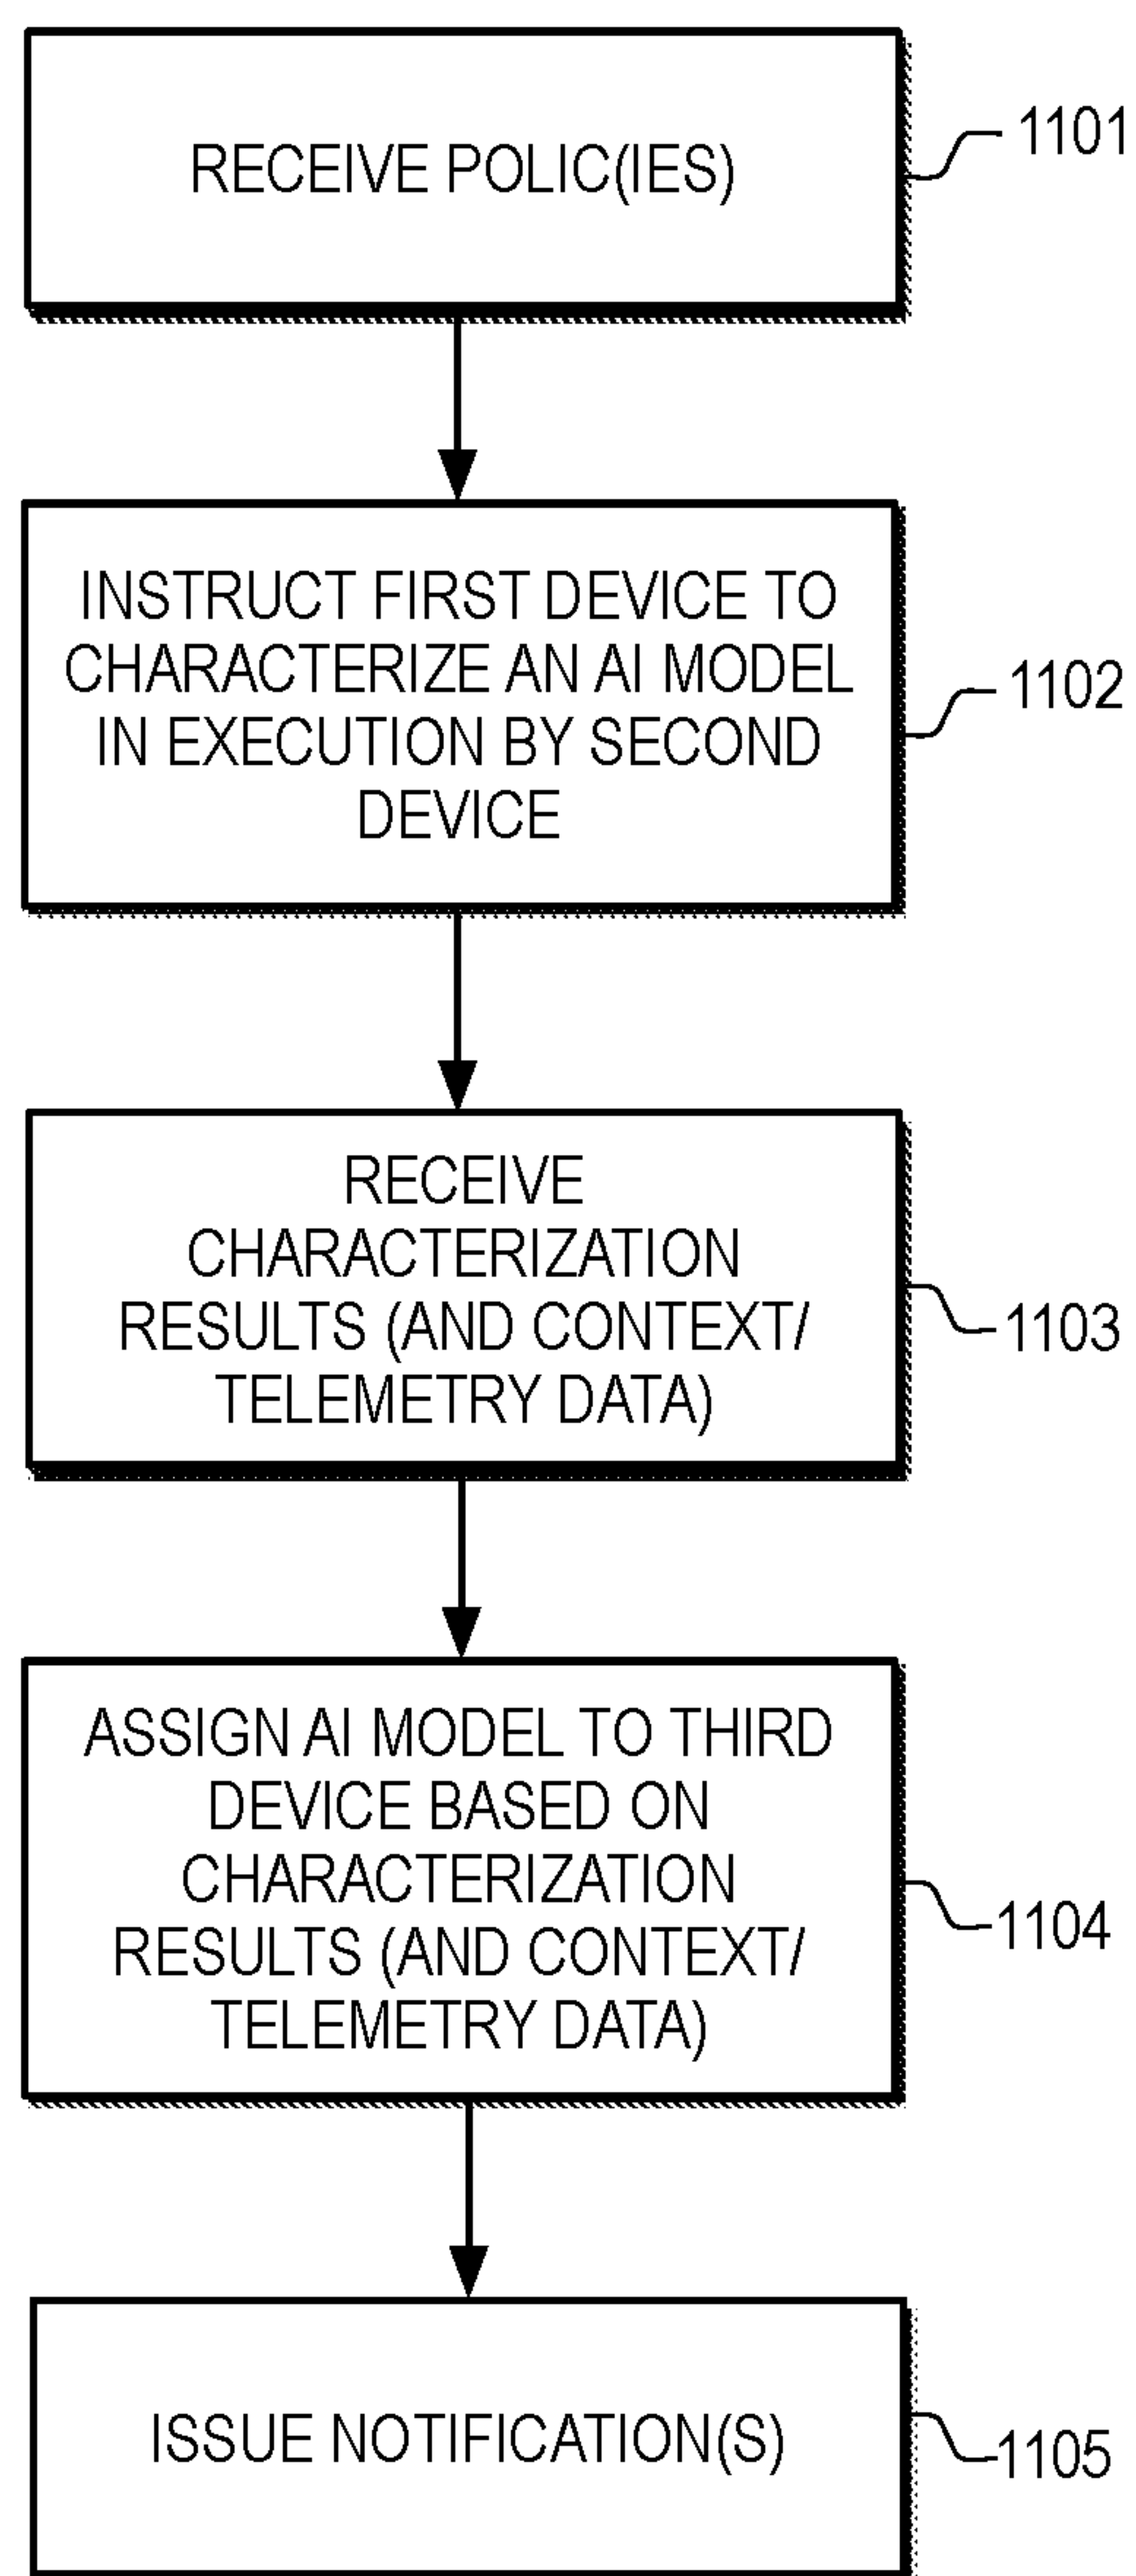 RECEIVE POLIC(IES)
1101
INSTRUCT FIRST DEVICE TO
CHARACTERIZE AN AI MODEL
IN EXECUTION BY SECOND
DEVICE
1102
RECEIVE
CHARACTERIZATION
RESULTS (AND CONTEXT/
TELEMETRY DATA)
1103
ASSIGN AI MODEL TO THIRD
DEVICE BASED ON
CHARACTERIZATION
RESULTS (AND CONTEXT/
TELEMETRY DATA)
1104
ISSUE NOTIFICATION(S)
1105